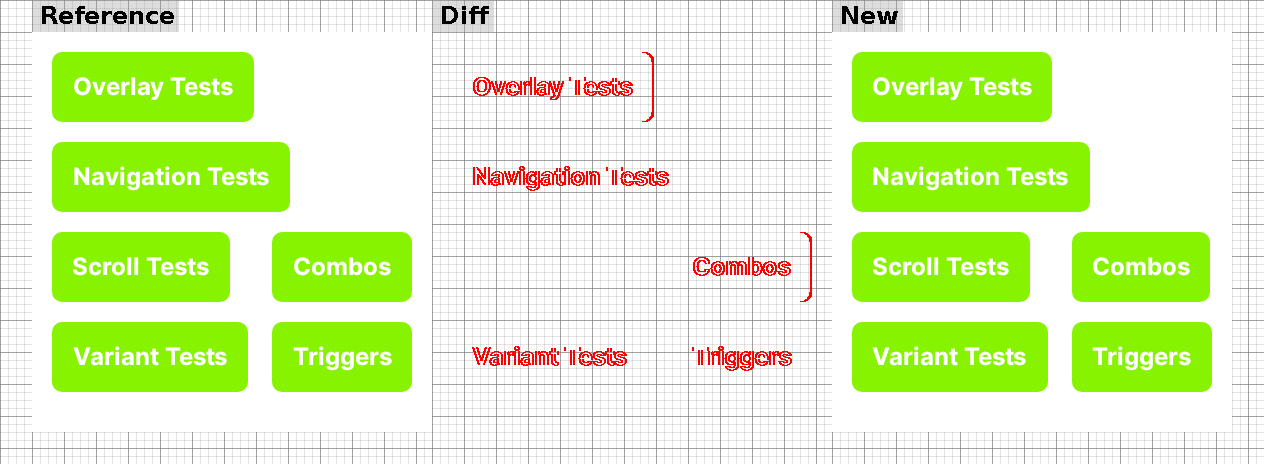 Reference Diff New
Overlay Tests Overlay Tests Overlay Tests
Navigation Tests Navigation Tests Navigation Tests
Scroll Tests Combos Combos Scroll Tests Combos
Variant Tests Triggers Variant Tests Triggers Variant Tests Triggers